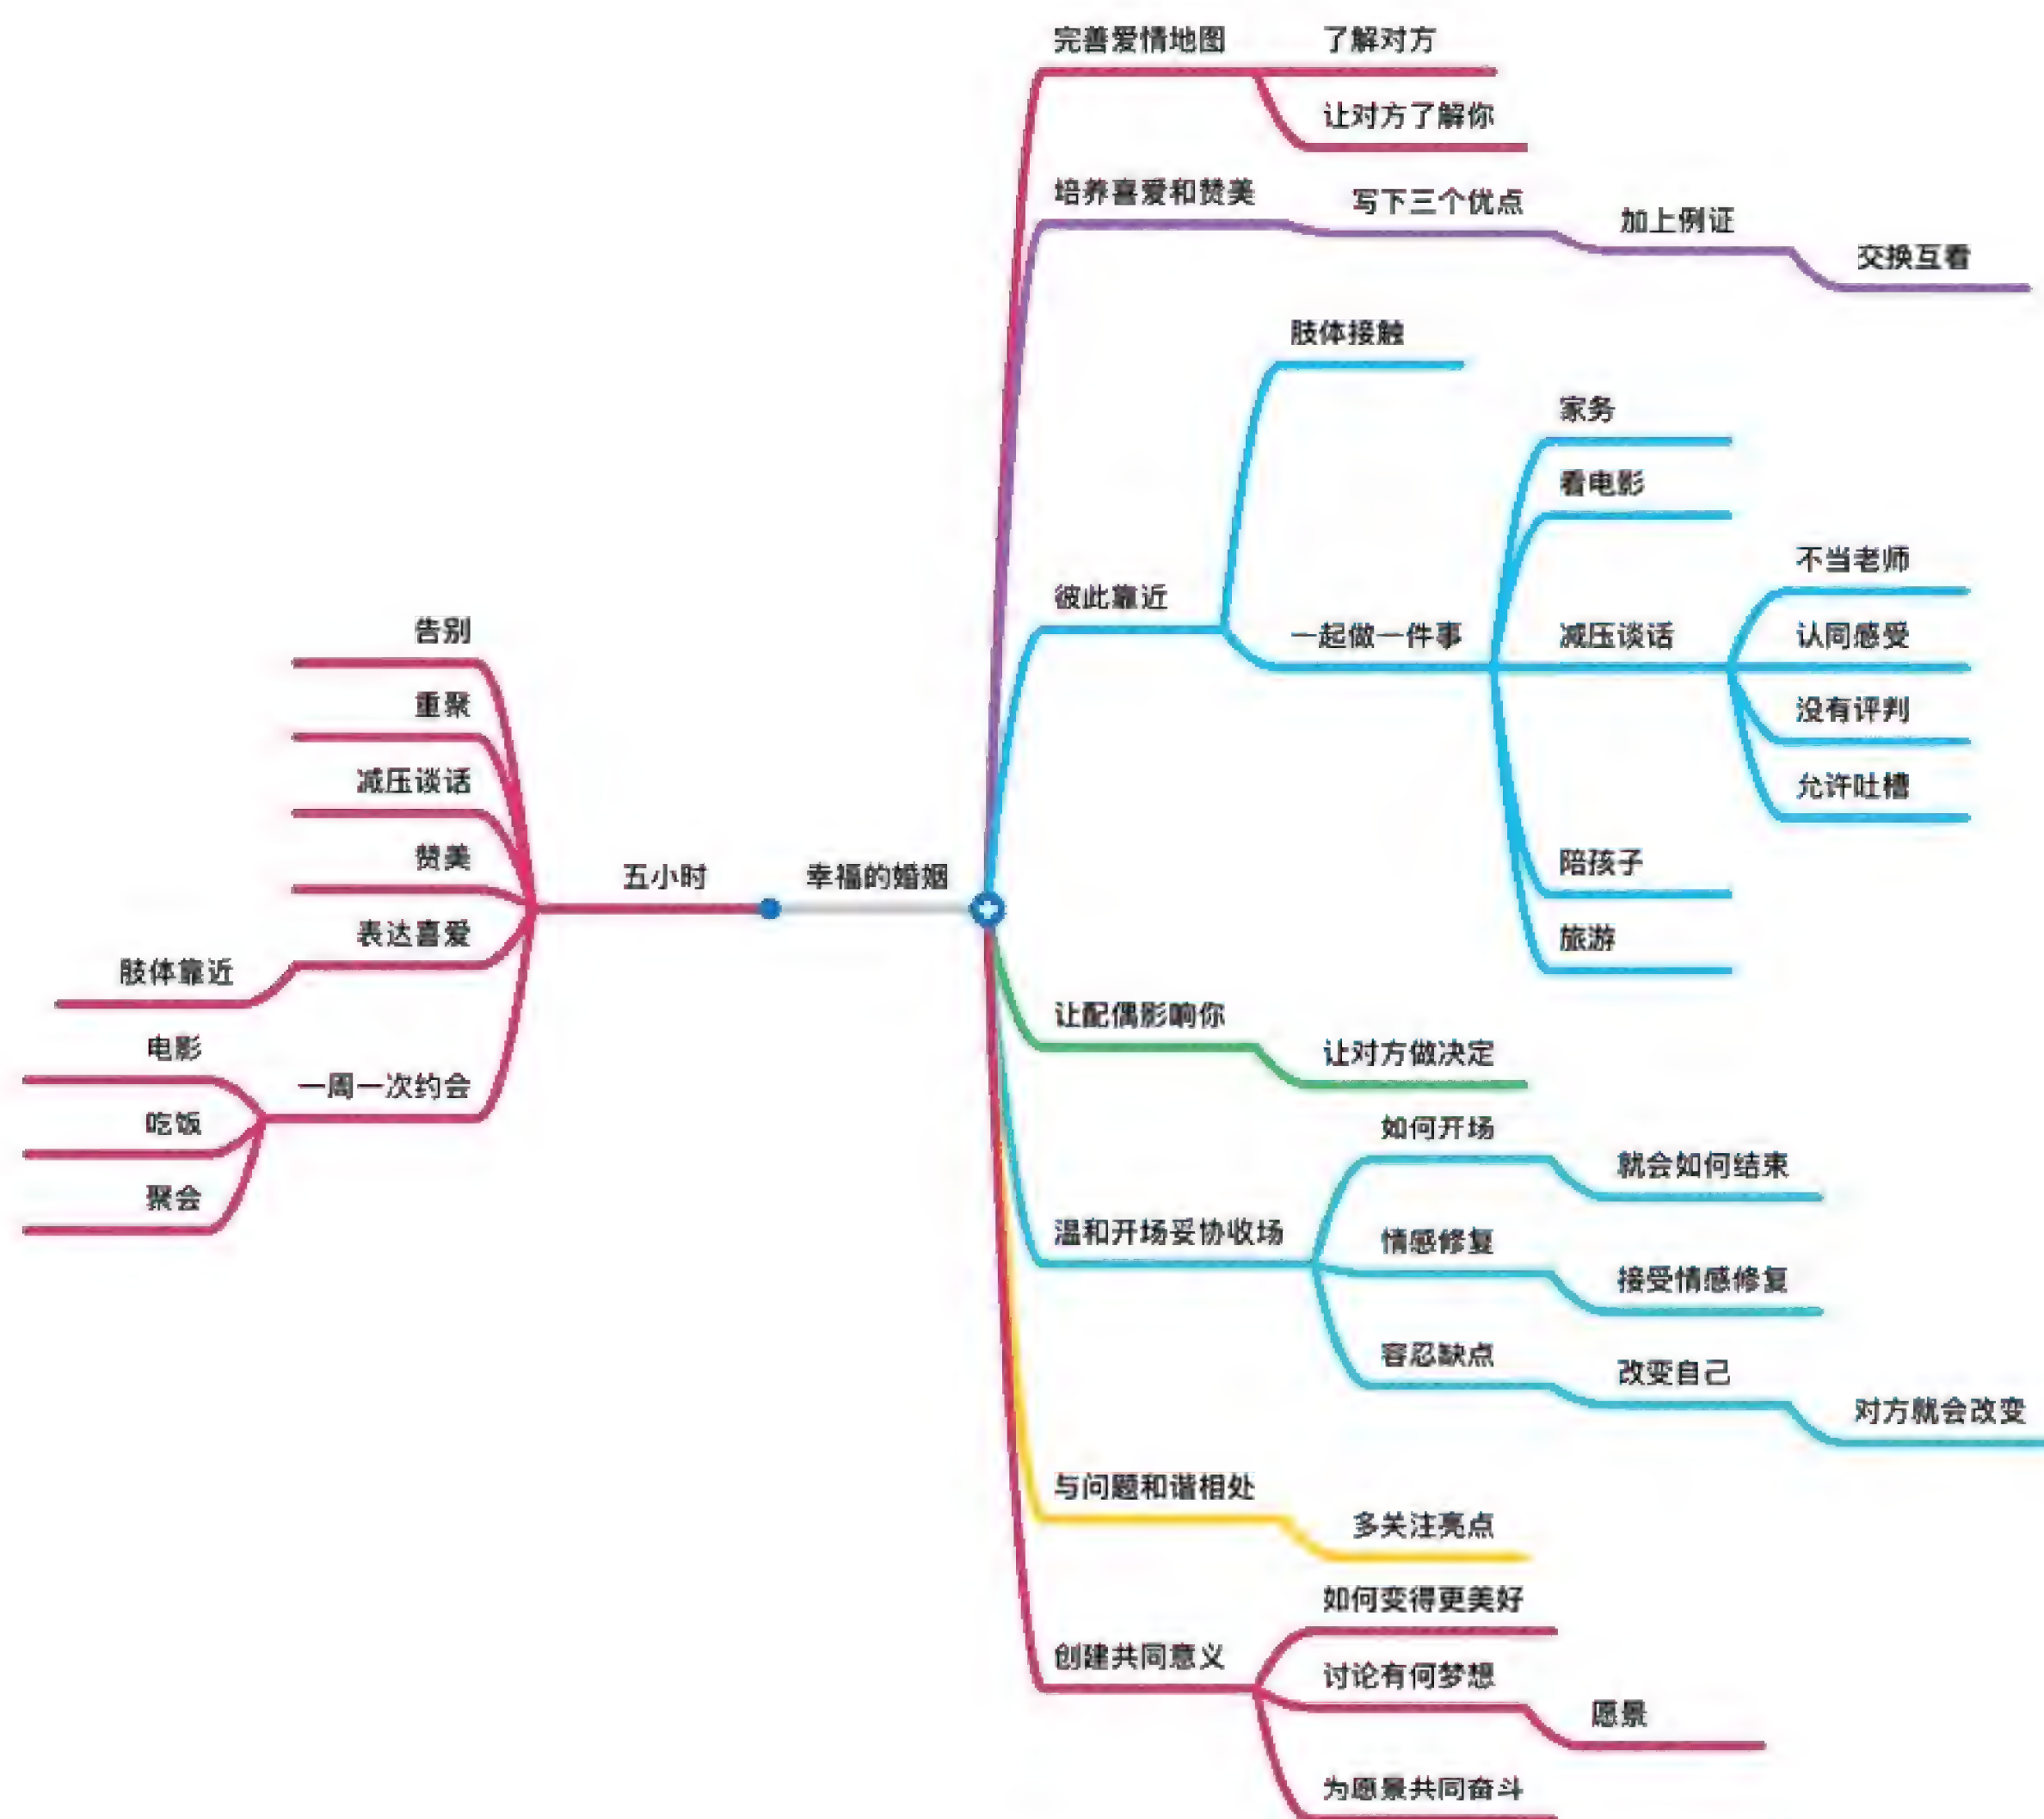 完善爱情地图
了解对方
让对方了解你
培养喜爱和赞美
写下三个优点
加上例证
交换互看
彼此靠近
肢体接触
一起做一件事
家务
看电影
减压谈话
不当老师
认同感受
没有评判
允许吐槽
陪孩子
旅游
让配偶影响你
让对方做决定
温和开场妥协收场
如何开场
就会如何结束
情感修复
接受情感修复
容忍缺点
改变自己
对方就会改变
与问题和谐相处
多关注亮点
创建共同意义
如何变得更美好
讨论有何梦想
愿景
为愿景共同奋斗
幸福的婚姻
五小时
告别
重聚
减压谈话
赞美
表达喜爱
肢体靠近
一周一次约会
电影
吃饭
聚会